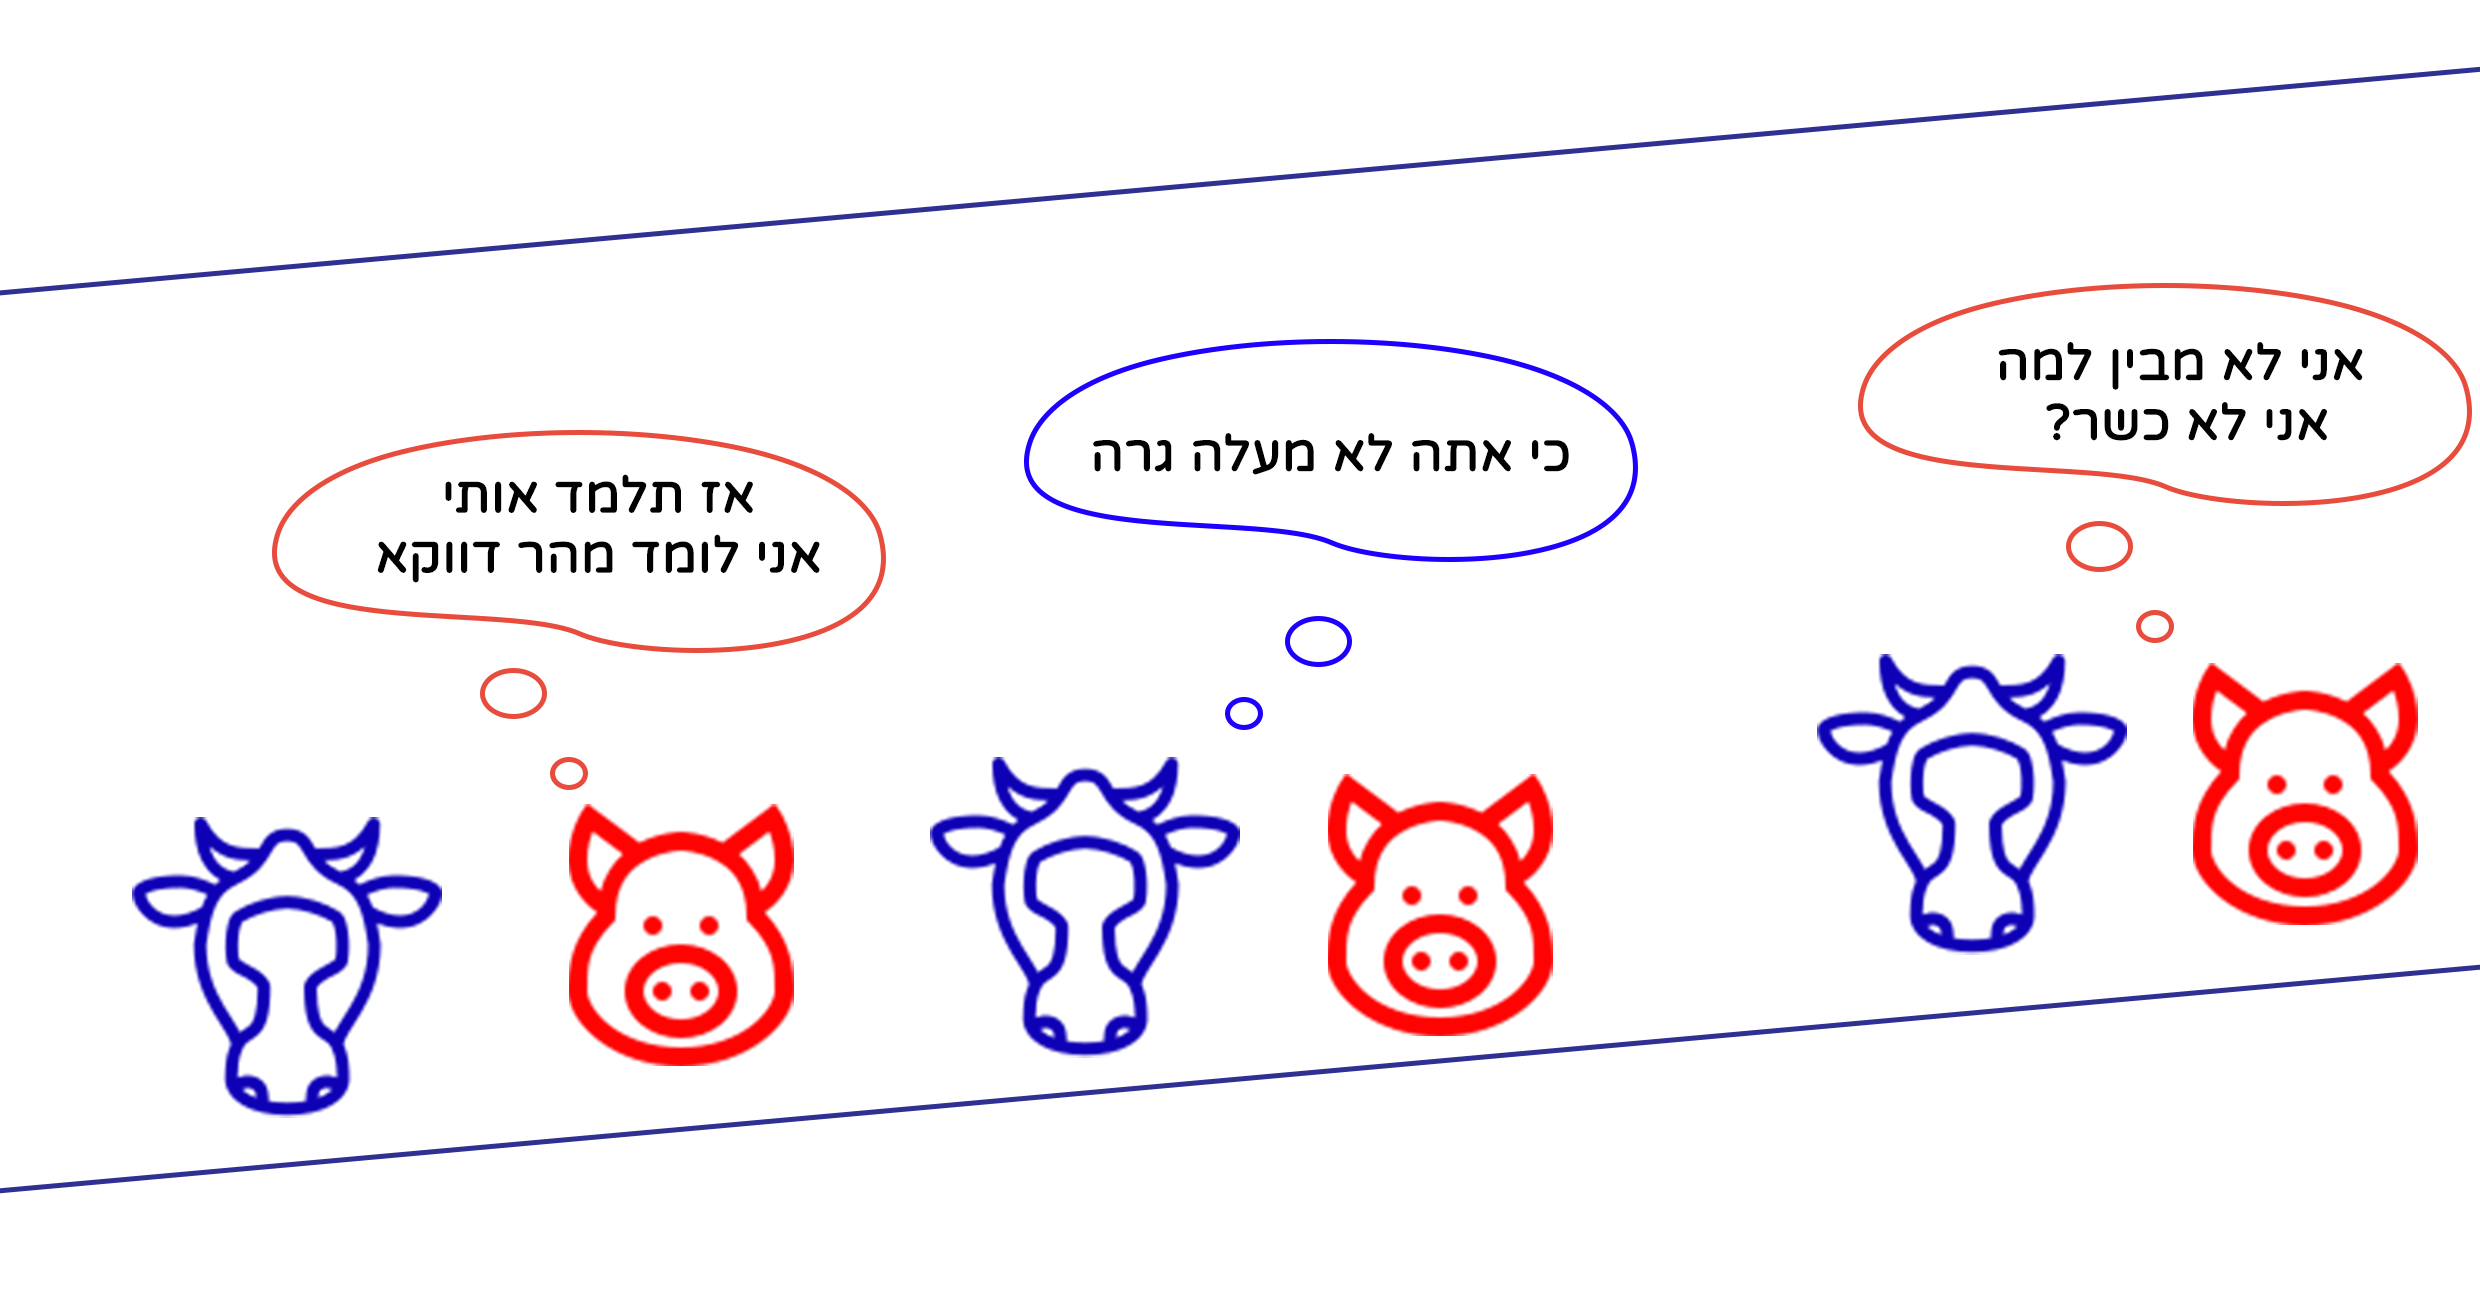 אני לא מבין למה
אני לא כשר?
כי אתה לא מעלה גרה
אז תלמד אותי
אני לומד מהר דווקא